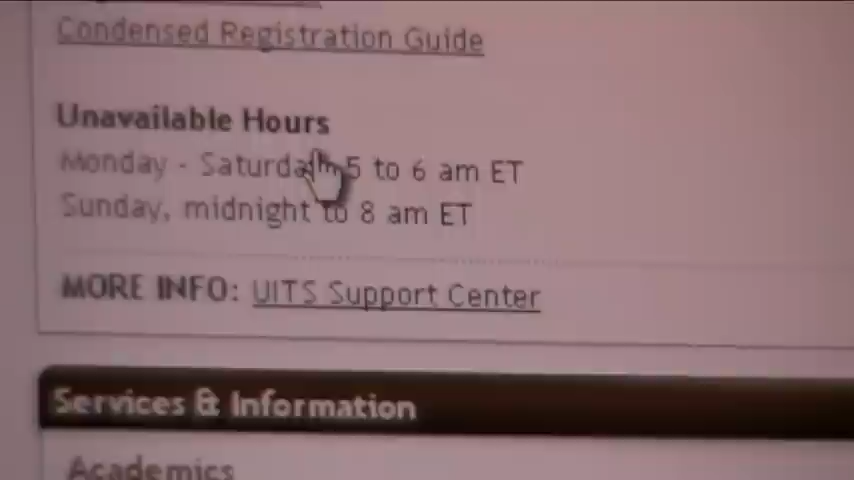 Condensed Registration Guide
Unavailable Hours
Monday - Saturday, 5 to 6 am ET
Sunday, midnight to 8 am ET
MORE INFO: UITS Support Center
Services & Information
Academics